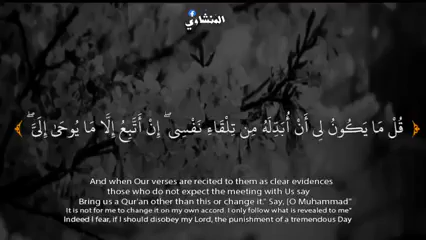 المنشاوي
قُلْ مَا يَكُونُ لِي أَنْ أُبَدِّلَهُ مِن تِلْقَاءِ نَفْسِي ۖ إِنْ أَتَّبِعُ إِلَّا مَا يُوحَىٰ إِلَيَّ ۖ
And when Our verses are recited to them as clear evidences
those who do not expect the meeting with Us say
Bring us a Qur'an other than this or change it." Say, [O Muhammad"
It is not for me to change it on my own accord. I only follow what is revealed to me"
Indeed I fear, if I should disobey my Lord, the punishment of a tremendous Day